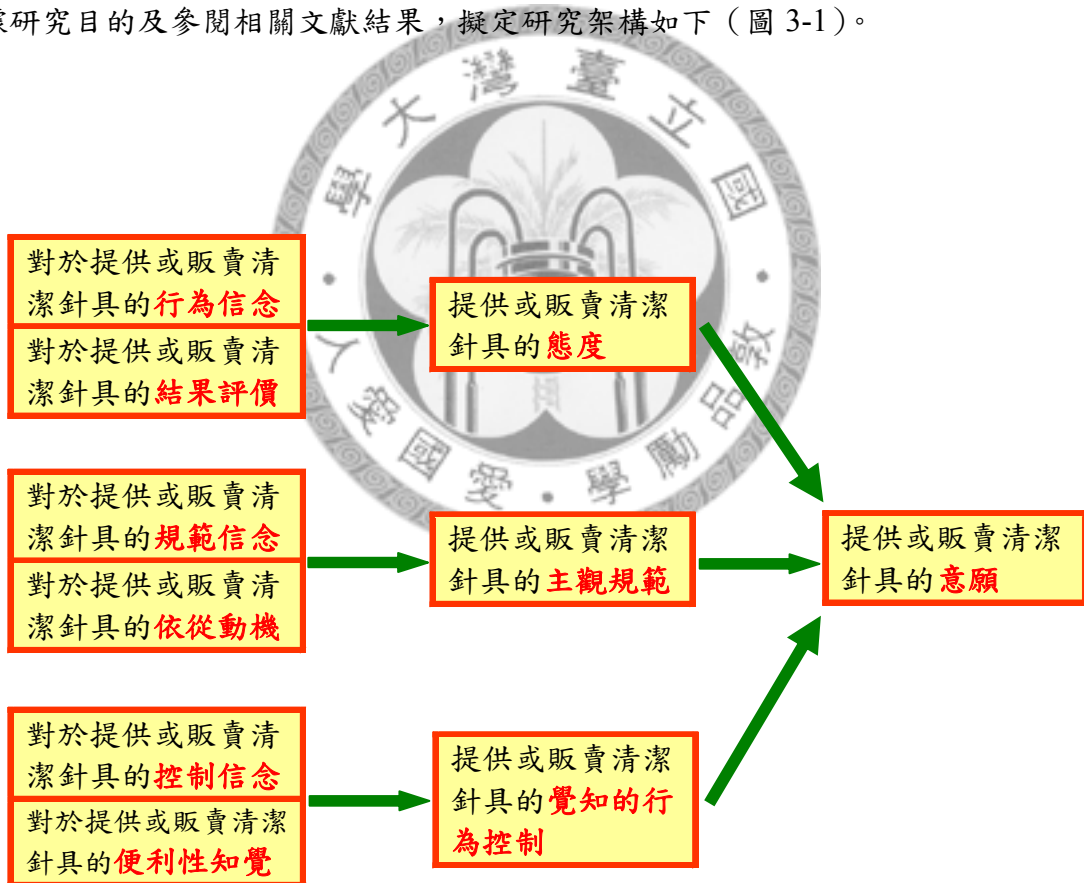 據研究目的及參閱相關文獻結果，擬定研究架構如下（圖 3-1）。
國立臺灣大學
敦品勵學·愛國愛人
對於提供或販賣清
潔針具的行為信念
對於提供或販賣清
潔針具的結果評價
提供或販賣清潔
針具的態度
對於提供或販賣清
潔針具的規範信念
對於提供或販賣清
潔針具的依從動機
提供或販賣清潔
針具的主觀規範
提供或販賣清潔
針具的意願
對於提供或販賣清
潔針具的控制信念
對於提供或販賣清潔
針具的便利性知覺
提供或販賣清潔
針具的覺知的行
為控制